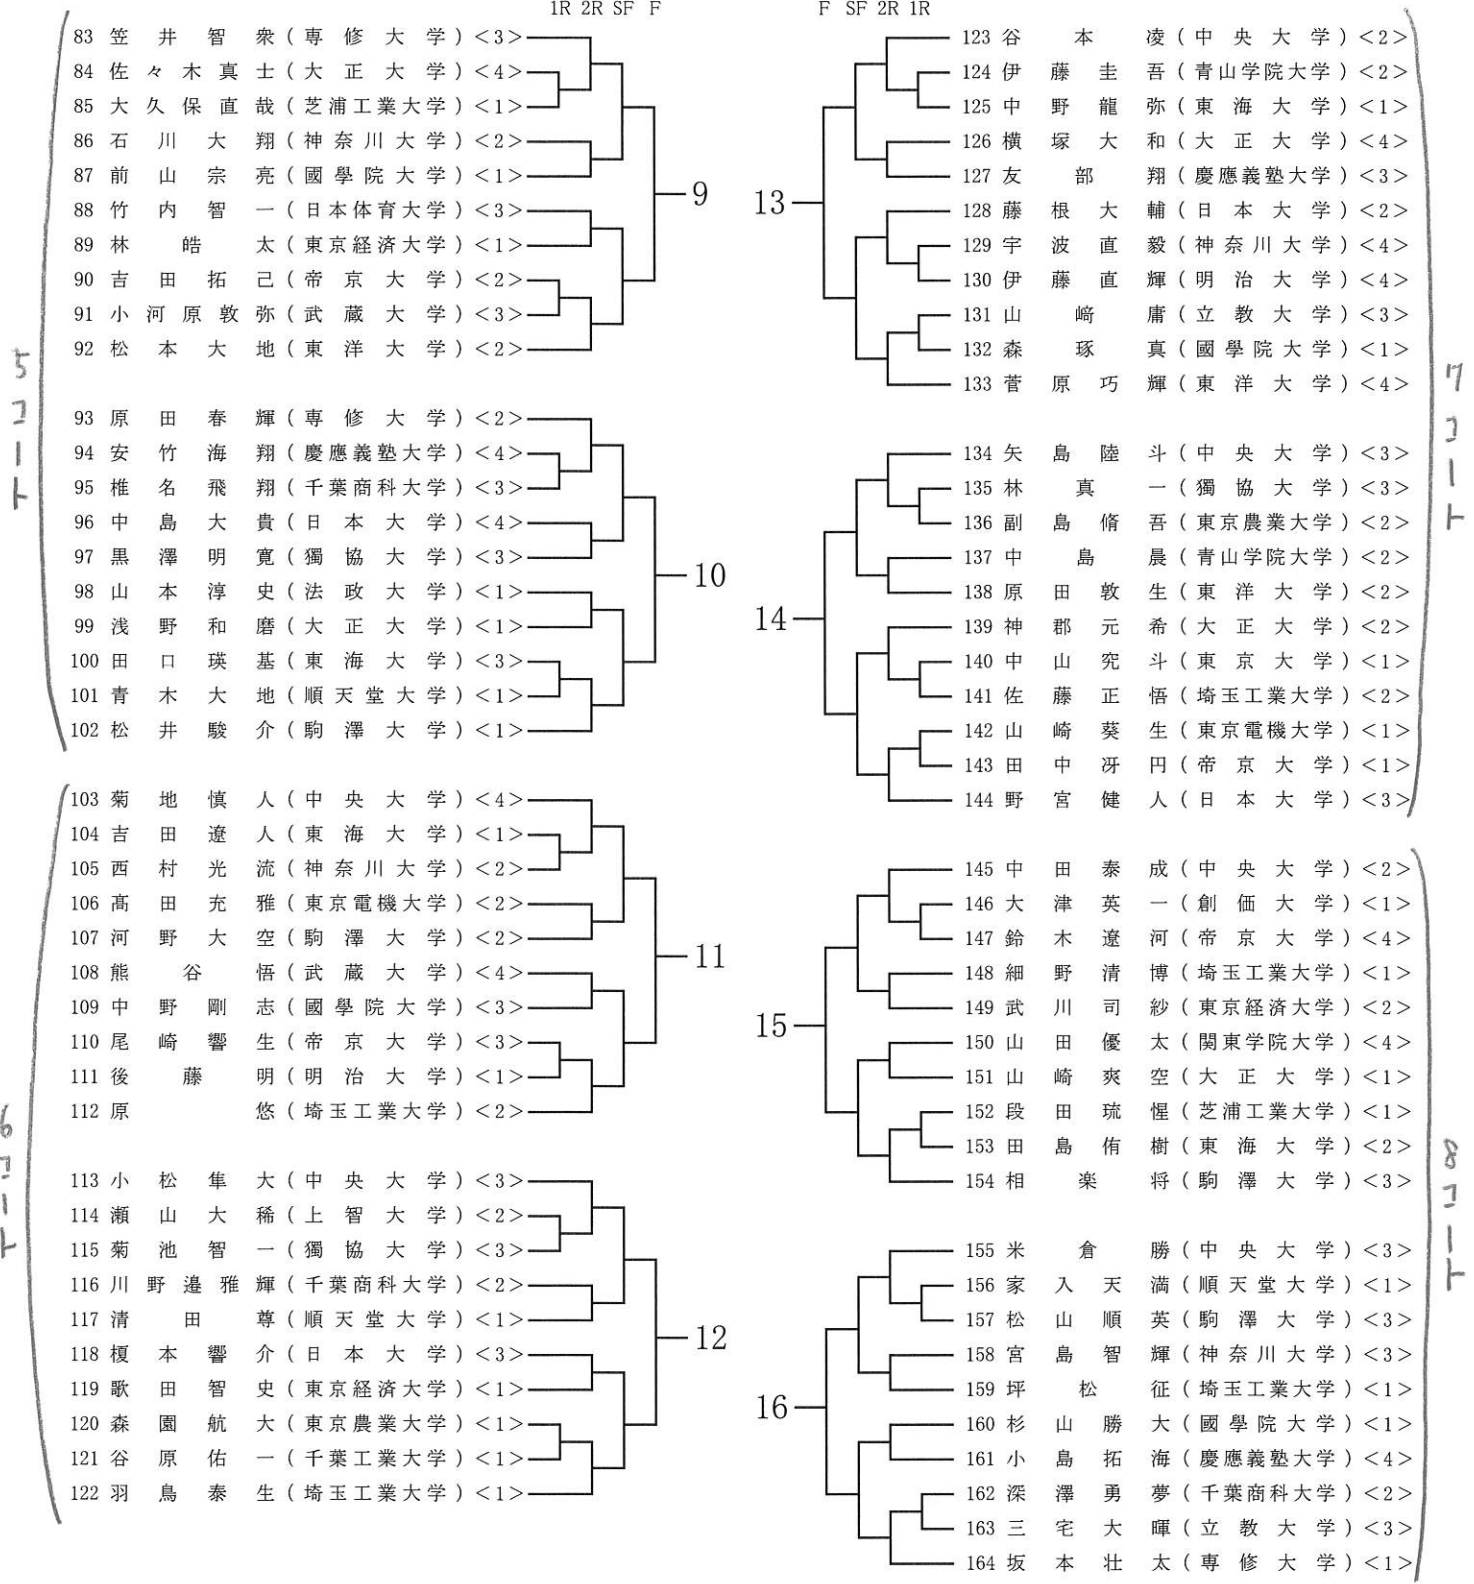 1R 2R SF F
83 笠井智衆(専修大学)<3>
84 佐々木真士(大正大学)<4>
85 大久保直哉(芝浦工業大学)<1>
86 石川大翔(神奈川大学)<2>
87 前山宗亮(國學院大学)<1>
88 竹内智一(日本体育大学)<3>
89 林皓太(東京経済大学)<1>
90 吉田拓己(帝京大学)<2>
91 小河原敦弥(武蔵大学)<3>
92 松本大地(東洋大学)<2>
9
93 原田春輝(専修大学)<2>
94 安竹海翔(慶應義塾大学)<4>
95 椎名飛翔(千葉商科大学)<3>
96 中島大貴(日本大学)<4>
97 黒澤明寛(獨協大学)<3>
98 山本淳史(法政大学)<1>
99 浅野和磨(大正大学)<1>
100 田口瑛基(東海大学)<3>
101 青木大地(順天堂大学)<1>
102 松井駿介(駒澤大学)<1>
10
5コート
103 菊地慎人(中央大学)<4>
104 吉田遼人(東海大学)<1>
105 西村光流(神奈川大学)<2>
106 髙田充雅(東京電機大学)<2>
107 河野大空(駒澤大学)<2>
108 熊谷悟(武蔵大学)<4>
109 中野剛志(國學院大学)<3>
110 尾崎響生(帝京大学)<3>
111 後藤明(明治大学)<1>
112 原悠(埼玉工業大学)<2>
11
113 小松隼大(中央大学)<3>
114 瀬山大稀(上智大学)<2>
115 菊池智一(獨協大学)<3>
116 川野邉雅輝(千葉商科大学)<2>
117 清田尊(順天堂大学)<1>
118 榎本響介(日本大学)<3>
119 歌田智史(東京経済大学)<1>
120 森園航大(東京農業大学)<1>
121 谷原佑一(千葉工業大学)<1>
122 羽鳥泰生(埼玉工業大学)<1>
12
6コート
F SF 2R 1R
123 谷本凌(中央大学)<2>
124 伊藤圭吾(青山学院大学)<2>
125 中野龍弥(東海大学)<1>
126 横塚大和(大正大学)<4>
127 友部翔(慶應義塾大学)<3>
128 藤根大輔(日本大学)<2>
129 宇波直毅(神奈川大学)<4>
130 伊藤直輝(明治大学)<4>
131 山﨑庸(立教大学)<3>
132 森琢真(國學院大学)<1>
133 菅原巧輝(東洋大学)<4>
13
134 矢島陸斗(中央大学)<3>
135 林真一(獨協大学)<3>
136 副島脩吾(東京農業大学)<2>
137 中島晨(青山学院大学)<2>
138 原田敦生(東洋大学)<2>
139 神郡元希(大正大学)<2>
140 中山究斗(東京大学)<1>
141 佐藤正悟(埼玉工業大学)<2>
142 山崎葵生(東京電機大学)<1>
143 田中冴円(帝京大学)<1>
144 野宮健人(日本大学)<3>
14
7コート
145 中田泰成(中央大学)<2>
146 大津英一(創価大学)<1>
147 鈴木遼河(帝京大学)<4>
148 細野清博(埼玉工業大学)<1>
149 武川司紗(東京経済大学)<2>
150 山田優太(関東学院大学)<4>
151 山崎爽空(大正大学)<1>
152 段田琉惺(芝浦工業大学)<1>
153 田島侑樹(東海大学)<2>
154 相楽将(駒澤大学)<3>
15
155 米倉勝(中央大学)<3>
156 家入天満(順天堂大学)<1>
157 松山順英(駒澤大学)<3>
158 宮島智輝(神奈川大学)<3>
159 坪松征(埼玉工業大学)<1>
160 杉山勝大(國學院大学)<1>
161 小島拓海(慶應義塾大学)<4>
162 深澤勇夢(千葉商科大学)<2>
163 三宅大暉(立教大学)<3>
164 坂本壮太(専修大学)<1>
16
8コート